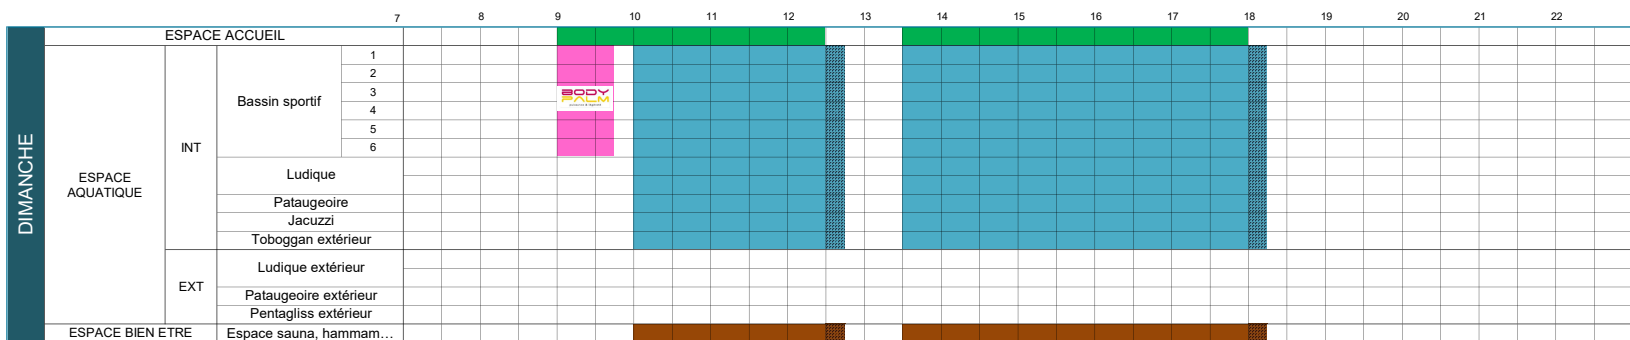 7 8 9 10 11 12 13 14 15 16 17 18 19 20 21 22
DIMANCHE
ESPACE ACCUEIL
ESPACE
AQUATIQUE
INT
Bassin sportif
1
2
3
4
5
6
BODY
PALM
Ludique
Pataugeoire
Jacuzzi
Toboggan extérieur
EXT
Ludique extérieur
Pataugeoire extérieur
Pentagliss extérieur
ESPACE BIEN ETRE
Espace sauna, hammam…